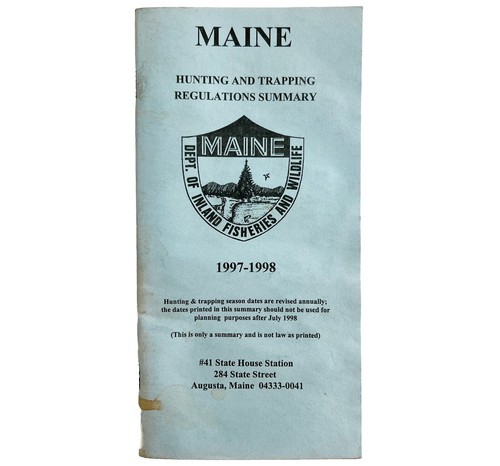 MAINE
HUNTING AND TRAPPING
REGULATIONS SUMMARY
MAINE
DEPT. OF INLAND FISHERIES AND WILDLIFE
1997-1998
Hunting & trapping season dates are revised annually;
the dates printed in this summary should not be used for
planning purposes after July 1998
(This is only a summary and is not law as printed)
#41 State House Station
284 State Street
Augusta, Maine 04333-0041